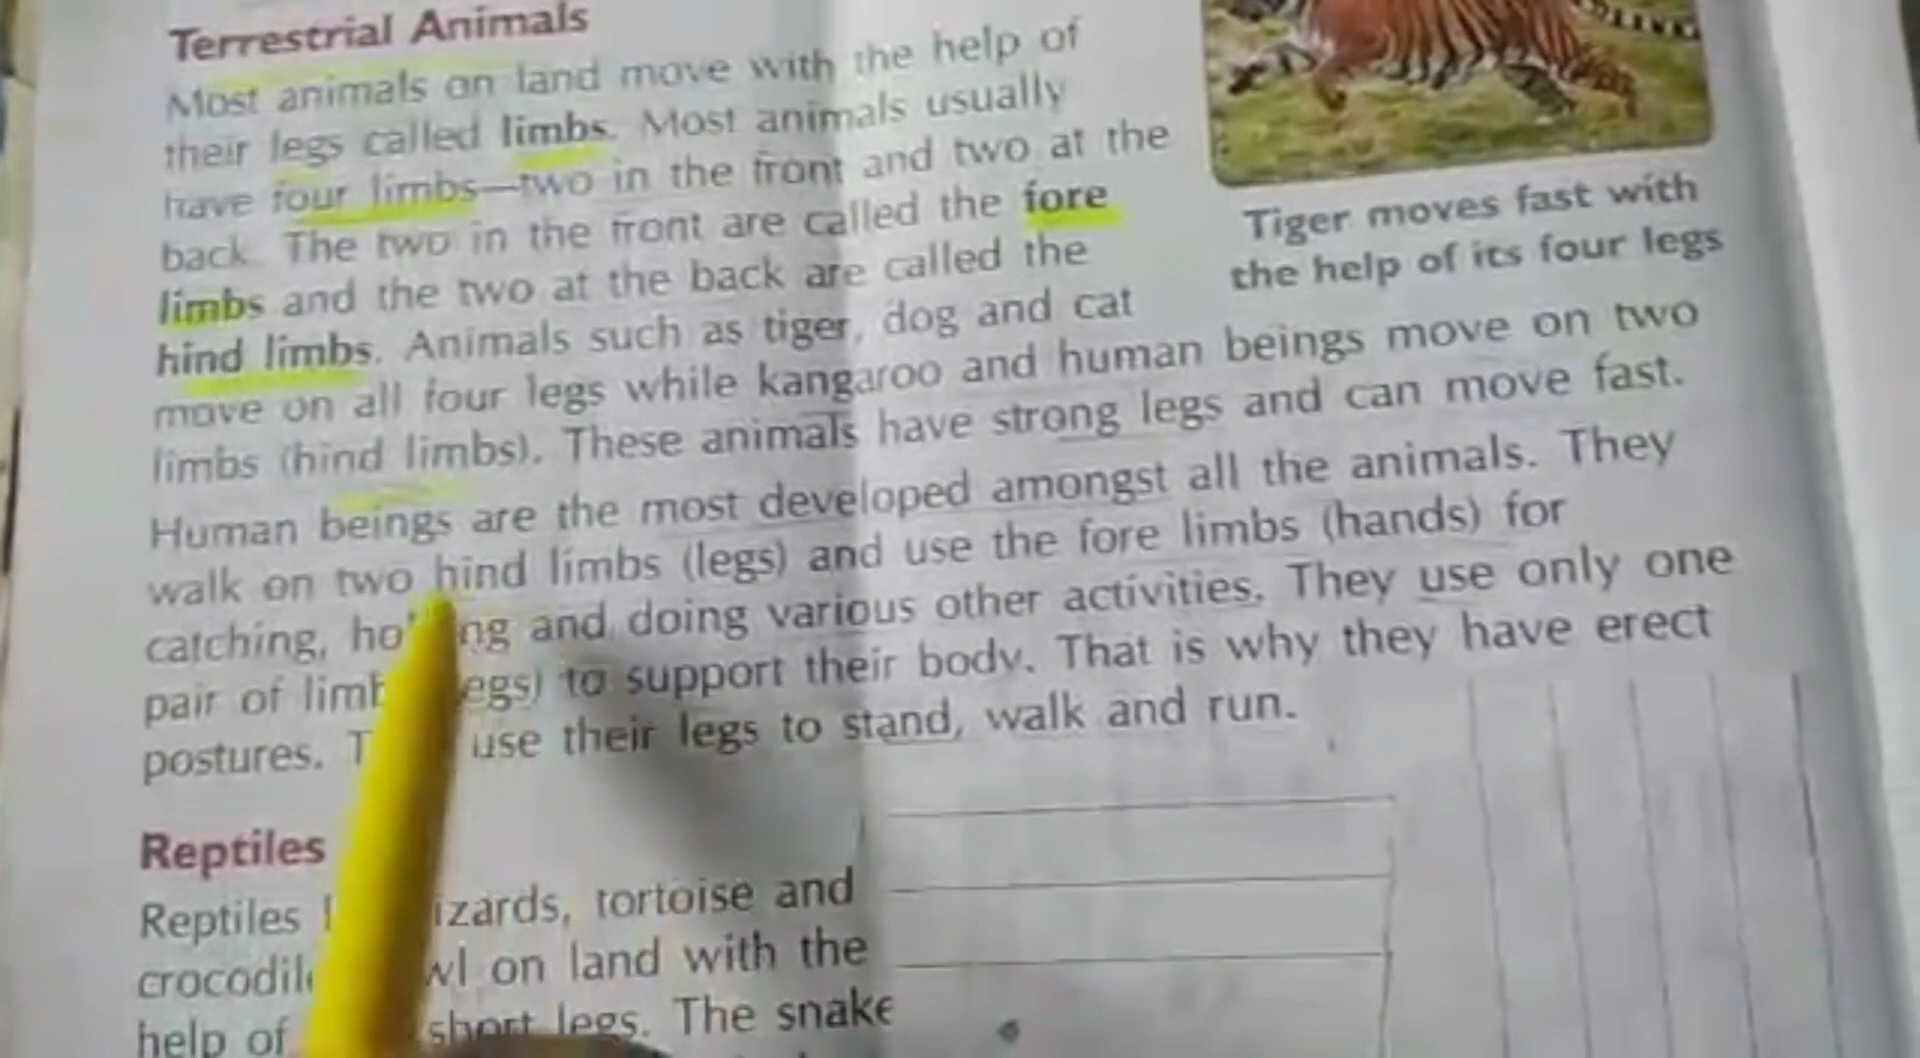 Terrestrial Animals
Most animals on land move with the help of
their legs called limbs. Most animals usually
have four limbs—two in the front and two at the
back. The two in the front are called the fore
limbs and the two at the back are called the
hind limbs. Animals such as tiger, dog and cat
move on all four legs while kangaroo and human beings move on two
limbs (hind limbs). These animals have strong legs and can move fast.
Human beings are the most developed amongst all the animals. They
walk on two hind limbs (legs) and use the fore limbs (hands) for
catching, and doing various other activities. They use only one
pair of to support their body. That is why they have erect
postures. use their legs to stand, walk and run.
Tiger moves fast with
the help of its four legs
Reptiles
Reptiles tortoise and
on land with the
help of short legs. The snake